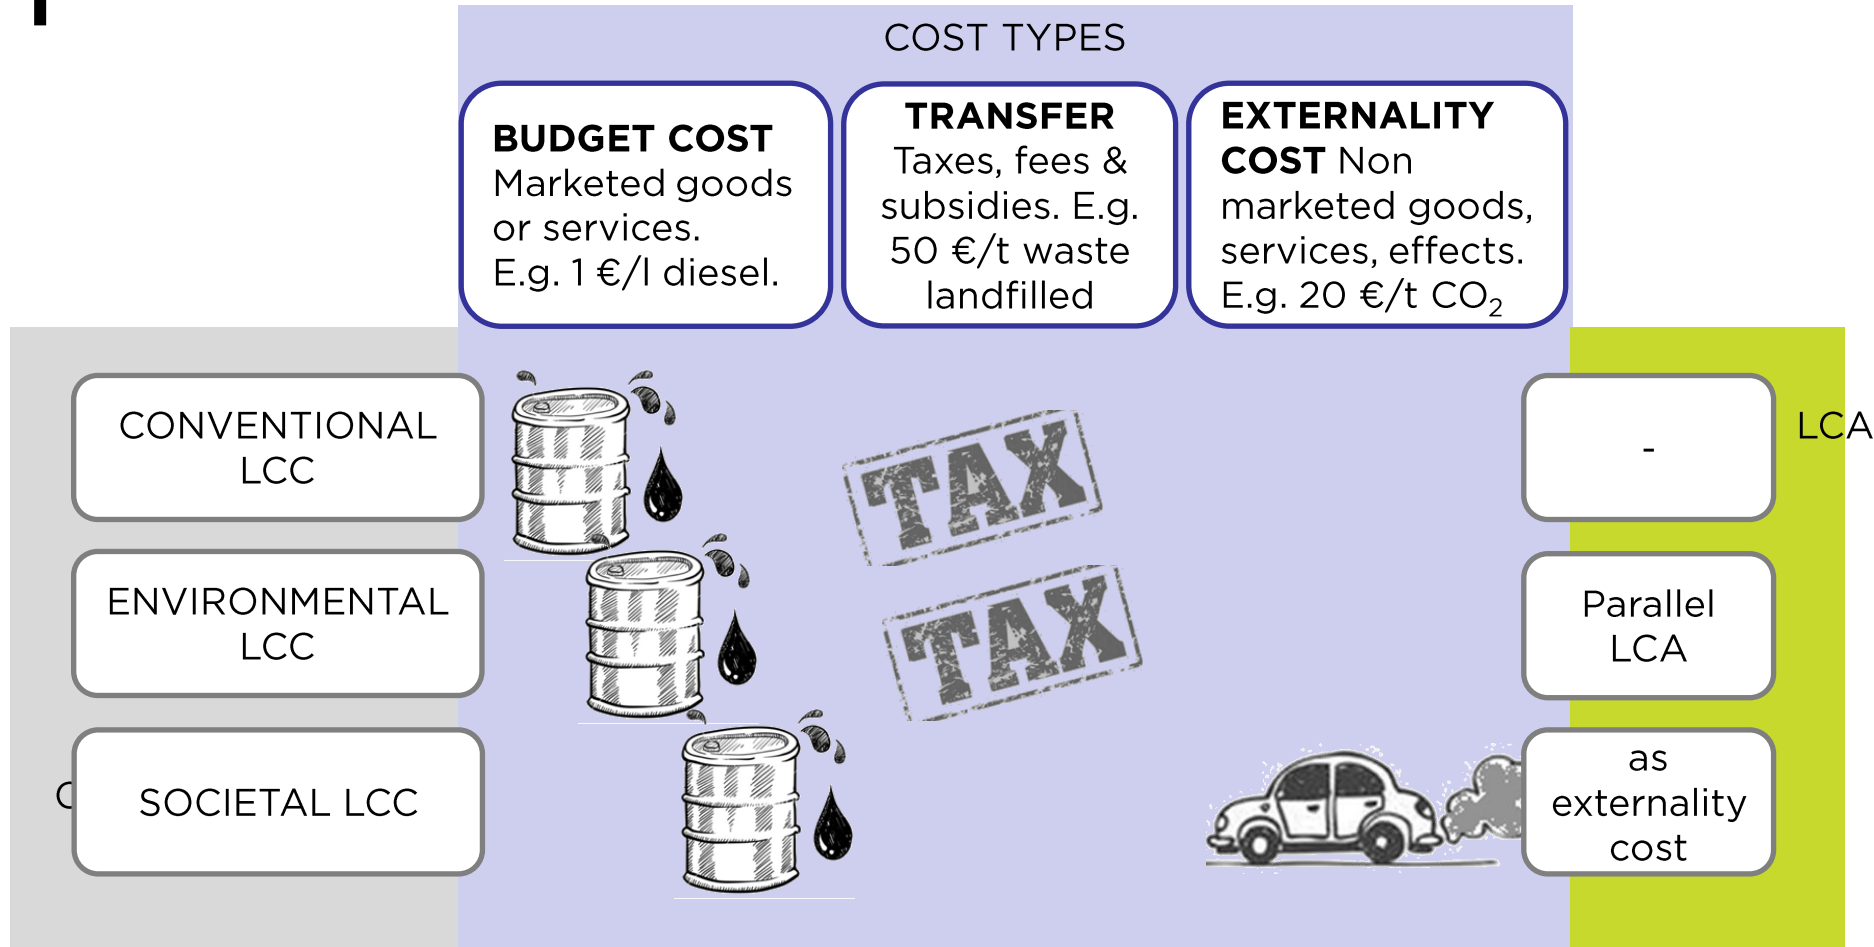 COST TYPES
BUDGET COST
Marketed goods
or services.
E.g. 1 €/l diesel.
TRANSFER
Taxes, fees &
subsidies. E.g.
50 €/t waste
landfilled
EXTERNALITY
COST Non
marketed goods,
services, effects.
E.g. 20 €/t CO₂
CONVENTIONAL
LCC
TAX
-
LCA
ENVIRONMENTAL
LCC
TAX
Parallel
LCA
SOCIETAL LCC
as
externality
cost